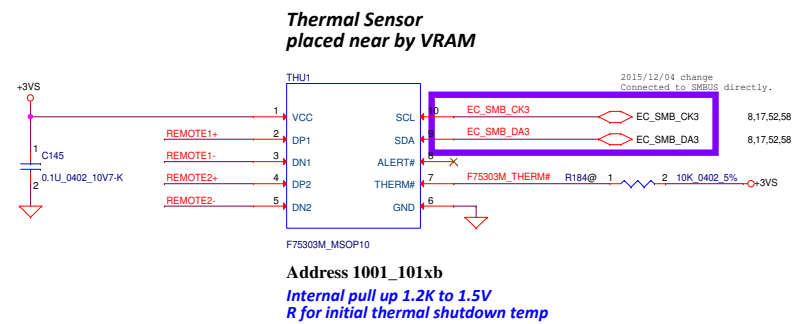 Thermal Sensor
placed near by VRAM
2015/12/04 change
Connected to SMBUS directly.
+3VS
THU1
1 VCC SCL 10 EC_SMB_CK3 EC_SMB_CK3 8,17,52,58
REMOTE1+ 2 DP1 SDA 9 EC_SMB_DA3 EC_SMB_DA3 8,17,52,58
REMOTE1- 3 DN1 ALERT# 8
REMOTE2+ 4 DP2 THERM# 7 F75303M_THERM# R184@ 1 2 10K_0402_5% +3VS
REMOTE2- 5 DN2 GND 6
1
C145
0.1U_0402_10V7-K
2
F75303M_MSOP10
Address 1001_101xb
Internal pull up 1.2K to 1.5V
R for initial thermal shutdown temp